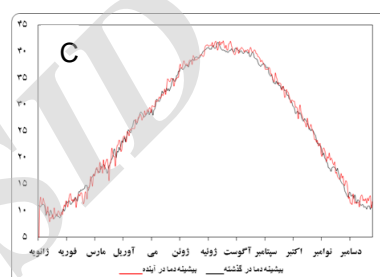 C
۴۵
۴۰
۳۵
۳۰
۲۵
۲۰
۱۵
۱۰
۵
ژانویه فوریه مارس آوریل می ژوئن ژوئیه آگوست سپتامبر اکتبر نوامبر دسامبر
بیشینه دما در گذشته بیشینه دما در آینده
SID